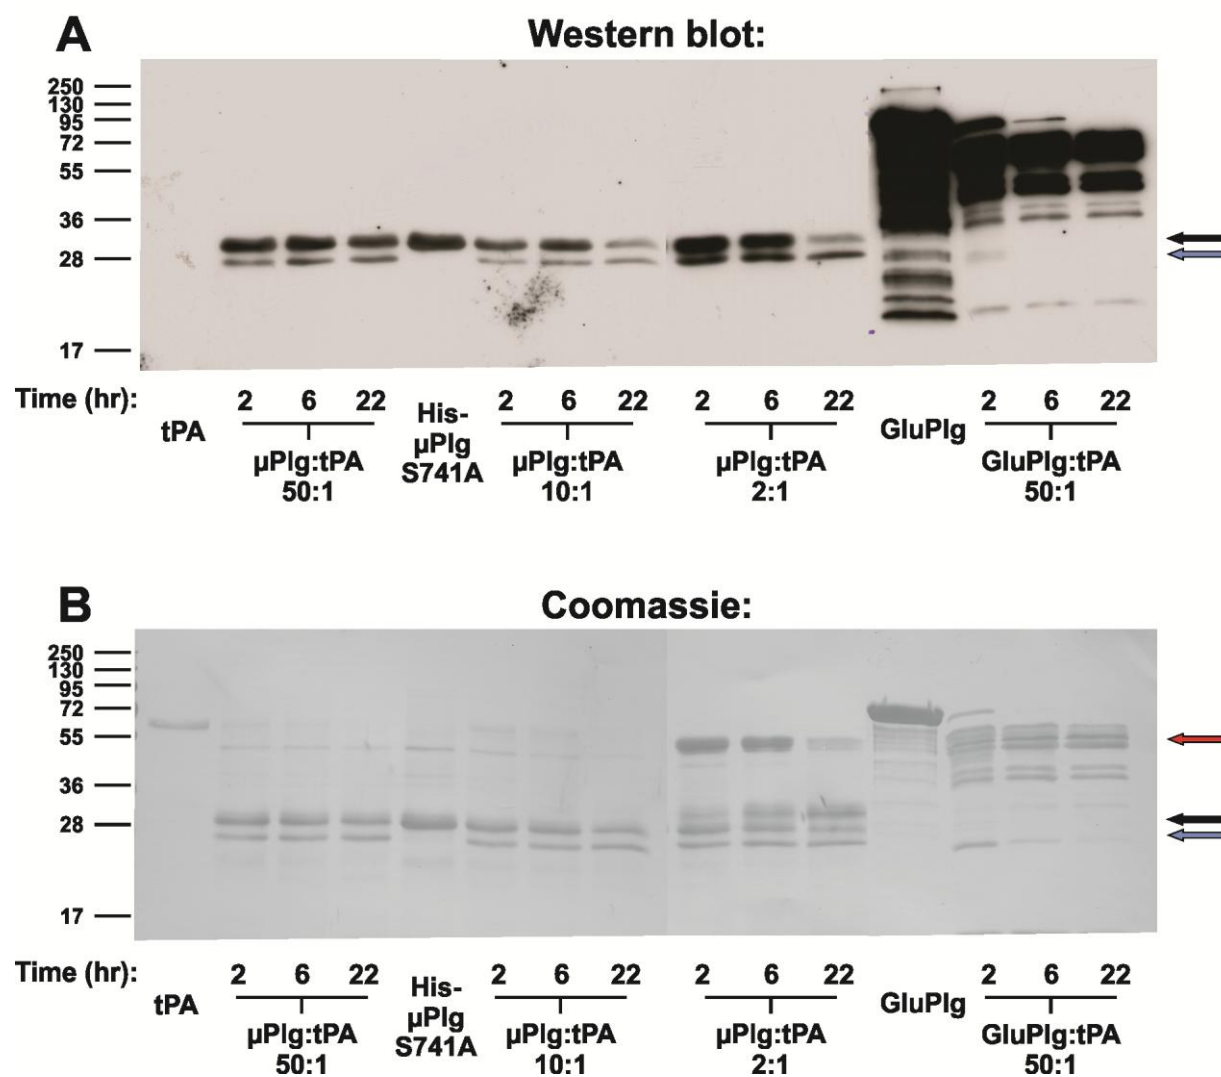 A
Western blot:
250
130
95
72
55
36
28
17
Time (hr): 2 6 22 2 6 22 2 6 22 2 6 22
tPA
µPlg:tPA
50:1
His-
µPlg
S741A
µPlg:tPA
10:1
µPlg:tPA
2:1
GluPlg
GluPlg:tPA
50:1
B
Coomassie:
250
130
95
72
55
36
28
17
Time (hr): 2 6 22 2 6 22 2 6 22 2 6 22
tPA
µPlg:tPA
50:1
His-
µPlg
S741A
µPlg:tPA
10:1
µPlg:tPA
2:1
GluPlg
GluPlg:tPA
50:1